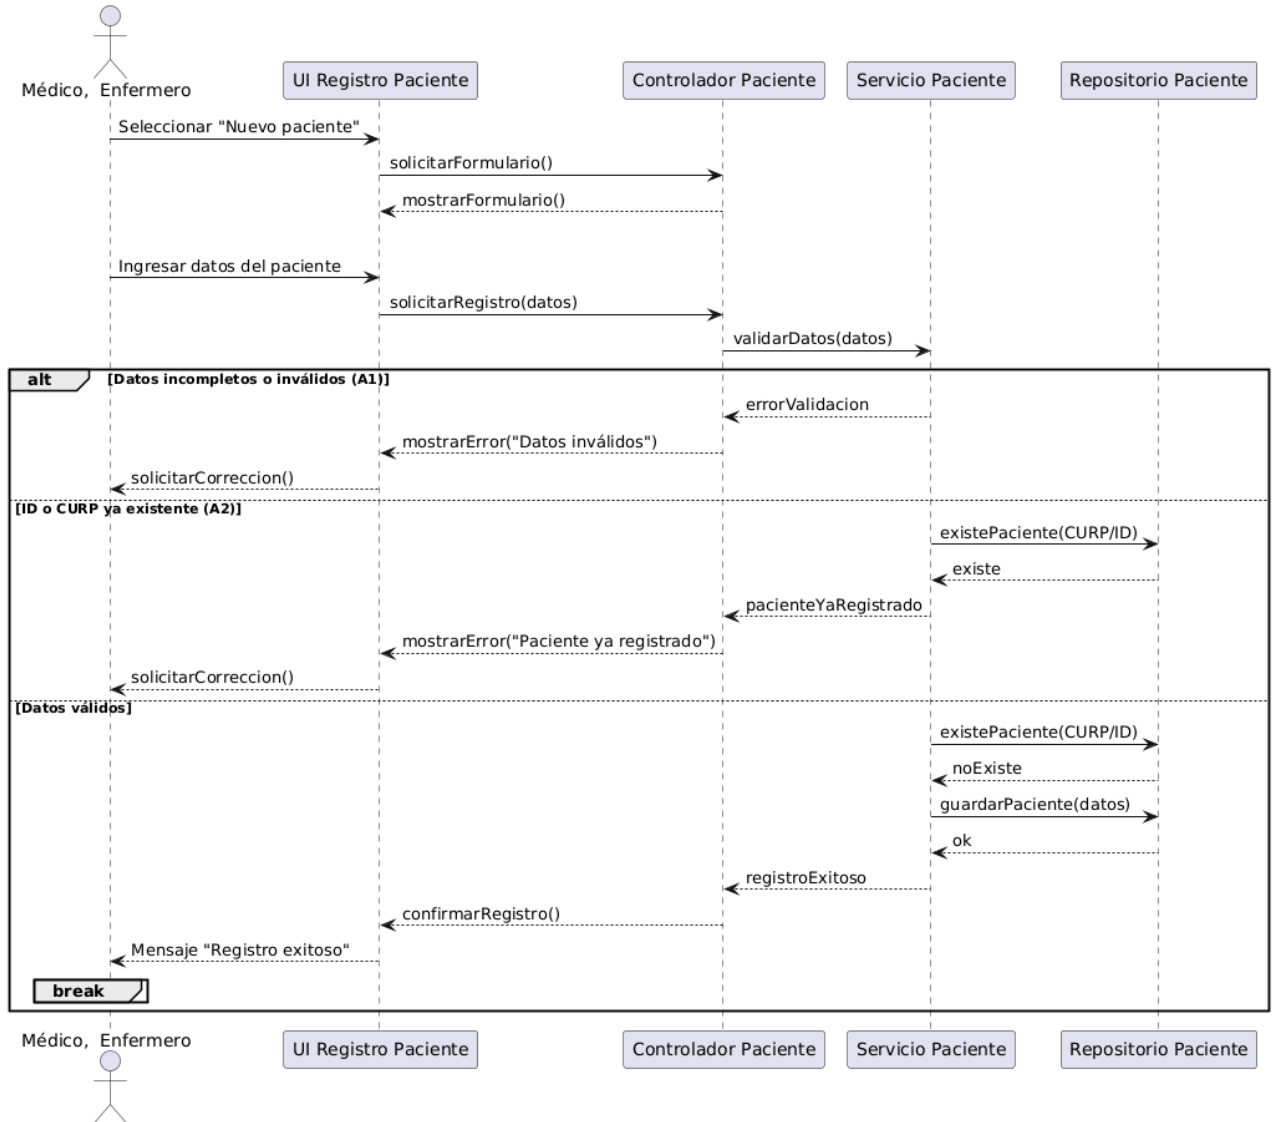 Médico, Enfermero
UI Registro Paciente
Controlador Paciente
Servicio Paciente
Repositorio Paciente
Seleccionar "Nuevo paciente"
solicitarFormulario()
mostrarFormulario()
Ingresar datos del paciente
solicitarRegistro(datos)
validarDatos(datos)
alt
[Datos incompletos o inválidos (A1)]
errorValidacion
mostrarError("Datos inválidos")
solicitarCorreccion()
[ID o CURP ya existente (A2)]
existePaciente(CURP/ID)
existe
pacienteYaRegistrado
mostrarError("Paciente ya registrado")
solicitarCorreccion()
[Datos válidos]
existePaciente(CURP/ID)
noExiste
guardarPaciente(datos)
ok
registroExitoso
confirmarRegistro()
Mensaje "Registro exitoso"
break
Médico, Enfermero
UI Registro Paciente
Controlador Paciente
Servicio Paciente
Repositorio Paciente